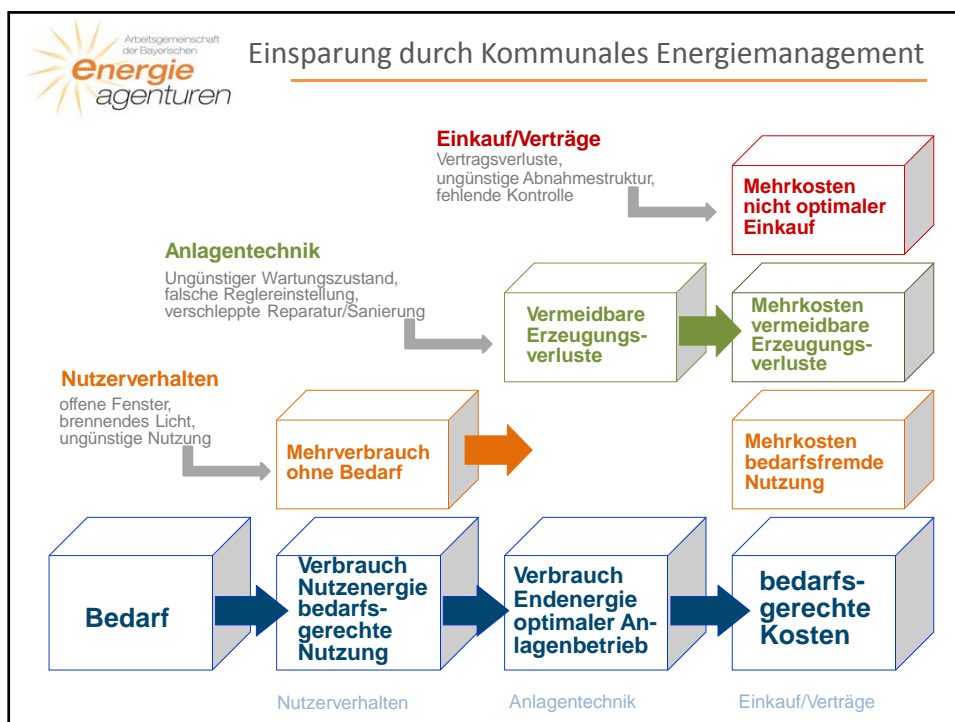 Arbeitsgemeinschaft
der Bayerischen
energie
agenturen
Einsparung durch Kommunales Energiemanagement
Einkauf/Verträge
Vertragsverluste,
ungünstige Abnahmestruktur,
fehlende Kontrolle
Mehrkosten
nicht optimaler
Einkauf
Anlagentechnik
Ungünstiger Wartungszustand,
falsche Reglereinstellung,
verschleppte Reparatur/Sanierung
Vermeidbare
Erzeugungs-
verluste
Mehrkosten
vermeidbare
Erzeugungs-
verluste
Nutzerverhalten
offene Fenster,
brennendes Licht,
ungünstige Nutzung
Mehrverbrauch
ohne Bedarf
Mehrkosten
bedarfsfremde
Nutzung
Bedarf
Verbrauch
Nutzenergie
bedarfs-
gerechte
Nutzung
Verbrauch
Endenergie
optimaler An-
lagenbetrieb
bedarfs-
gerechte
Kosten
Nutzerverhalten
Anlagentechnik
Einkauf/Verträge